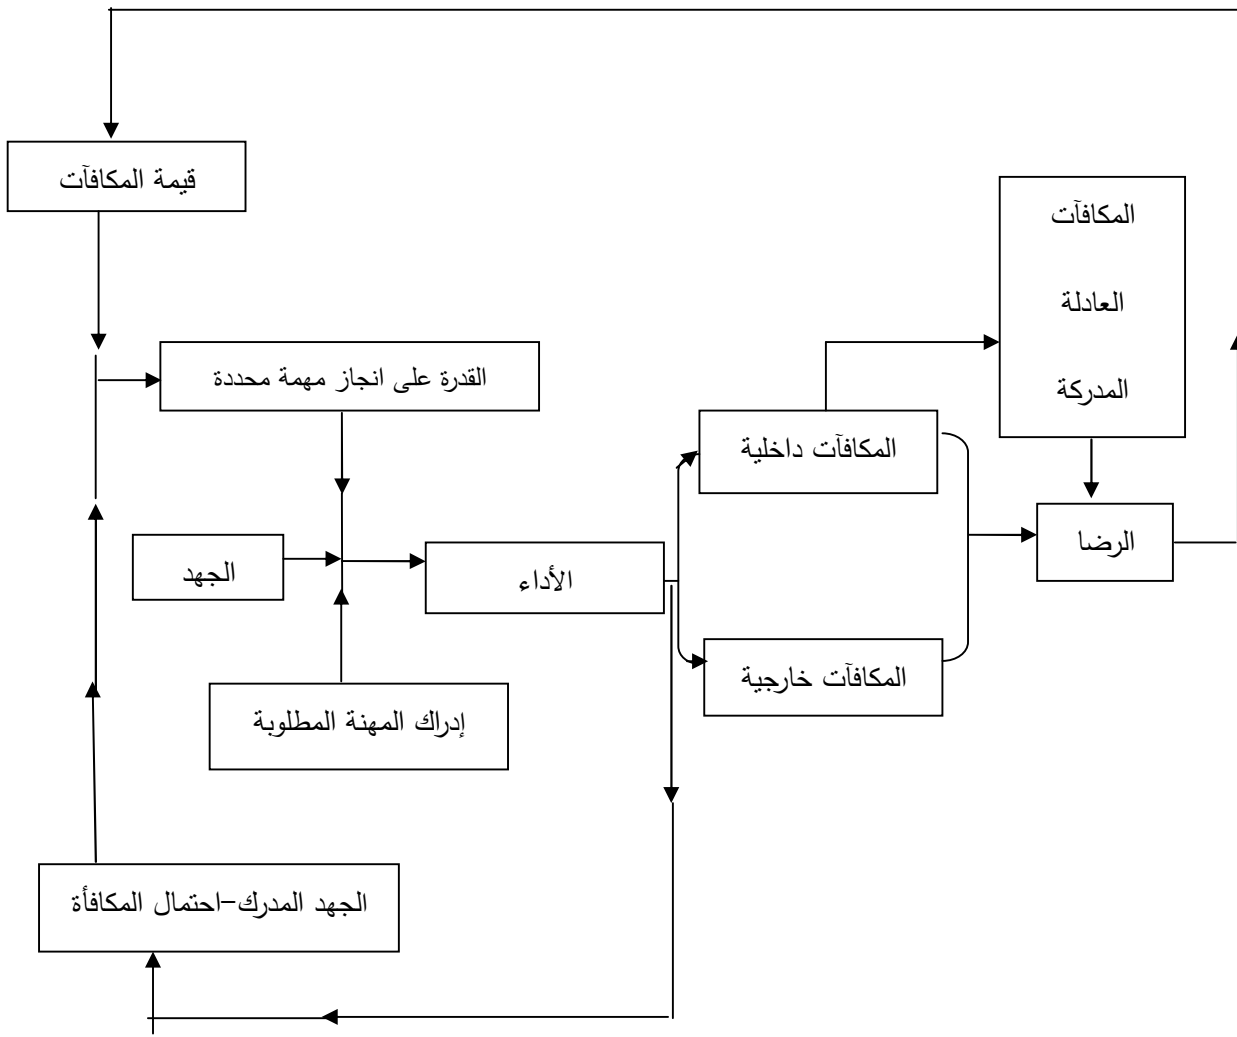 قيمة المكافآت
المكافآت
العادلة
المدركة
القدرة على انجاز مهمة محددة
المكافآت داخلية
الرضا
الجهد
الأداء
المكافآت خارجية
إدراك المهنة المطلوبة
الجهد المدرك–احتمال المكافأة